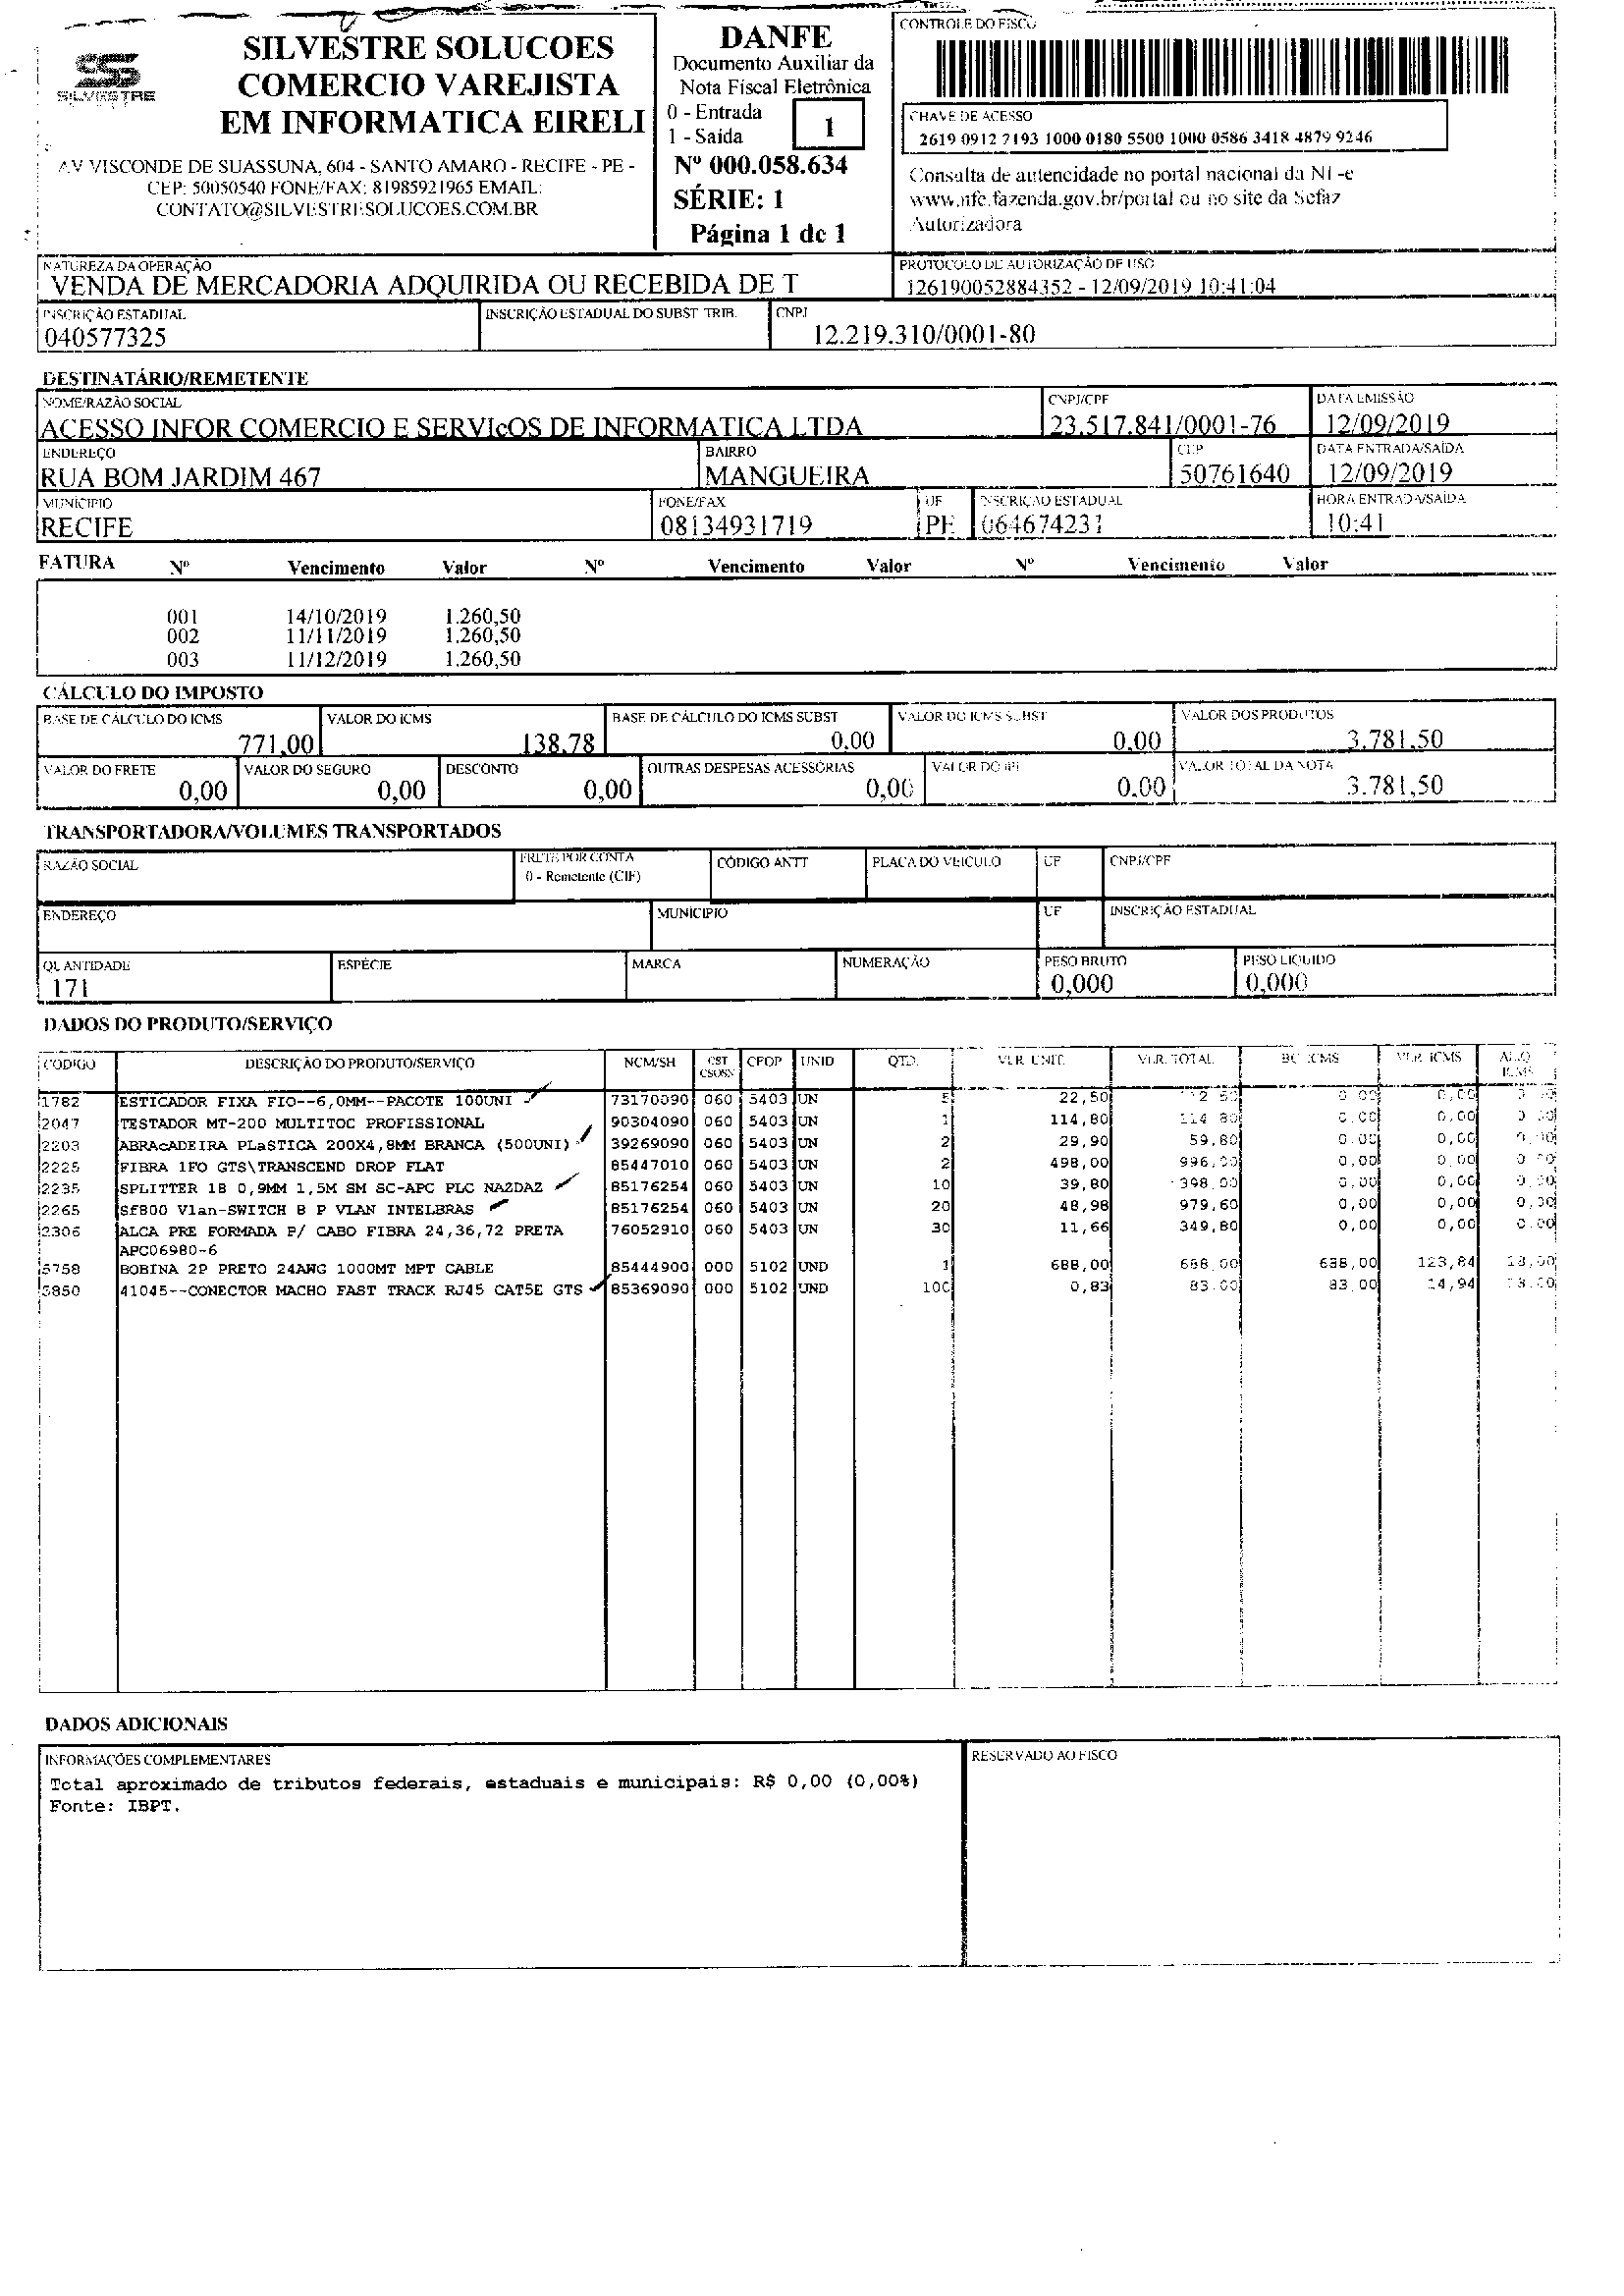 SILVESTRE
SILVESTRE SOLUCOES
COMERCIO VAREJISTA
EM INFORMATICA EIRELI
AV VISCONDE DE SUASSUNA, 604 - SANTO AMARO - RECIFE - PE -
CEP: 50050540 FONE/FAX: 81985921965 EMAIL:
CONTATO@SILVESTRESOLUCOES.COM.BR
DANFE
Documento Auxiliar da
Nota Fiscal Eletrônica
0 - Entrada
1 - Saída
1
Nº 000.058.634
SÉRIE: 1
Página 1 de 1
CONTROLE DO FISCO
CHAVE DE ACESSO
2619 0912 2193 1000 0180 5500 1000 0586 3418 4879 9246
Consulta de autencidade no portal nacional da NF-e
www.nfe.fazenda.gov.br/portal ou no site da Sefaz
Autorizadora
NATUREZA DA OPERAÇÃO
VENDA DE MERCADORIA ADQUIRIDA OU RECEBIDA DE T
PROTOCOLO DE AUTORIZAÇÃO DE USO
126190052884352 - 12/09/2019 10:41:04
INSCRIÇÃO ESTADUAL
040577325
INSCRIÇÃO ESTADUAL DO SUBST TRIB.
CNPJ
12.219.310/0001-80
DESTINATÁRIO/REMETENTE
NOME/RAZÃO SOCIAL
ACESSO INFOR COMERCIO E SERVIcOS DE INFORMATICA LTDA
CNPJ/CPF
23.517.841/0001-76
DATA EMISSÃO
12/09/2019
ENDEREÇO
RUA BOM JARDIM 467
BAIRRO
MANGUEIRA
CEP
50761640
DATA ENTRADA/SAÍDA
12/09/2019
MUNICÍPIO
RECIFE
FONE/FAX
08134931719
UF
PE
INSCRIÇÃO ESTADUAL
064674231
HORA ENTRADA/SAÍDA
10:41
FATURA Nº Vencimento Valor Nº Vencimento Valor Nº Vencimento Valor
001 14/10/2019 1.260,50
002 11/11/2019 1.260,50
003 11/12/2019 1.260,50
CÁLCULO DO IMPOSTO
BASE DE CÁLCULO DO ICMS
771,00
VALOR DO ICMS
138,78
BASE DE CÁLCULO DO ICMS SUBST
0,00
VALOR DO ICMS SUBST
0,00
VALOR DOS PRODUTOS
3.781,50
VALOR DO FRETE
0,00
VALOR DO SEGURO
0,00
DESCONTO
0,00
OUTRAS DESPESAS ACESSÓRIAS
0,00
VALOR DO IPI
0,00
VALOR TOTAL DA NOTA
3.781,50
TRANSPORTADORA/VOLUMES TRANSPORTADOS
RAZÃO SOCIAL
FRETE POR CONTA
0 - Remetente (CIF)
CÓDIGO ANTT
PLACA DO VEÍCULO
UF
CNPJ/CPF
ENDEREÇO
MUNICÍPIO
UF
INSCRIÇÃO ESTADUAL
QUANTIDADE
171
ESPÉCIE
MARCA
NUMERAÇÃO
PESO BRUTO
0,000
PESO LÍQUIDO
0,000
DADOS DO PRODUTO/SERVIÇO
CÓDIGO DESCRIÇÃO DO PRODUTO/SERVIÇO NCM/SH CST CSOSN CFOP UNID QTD. VLR. UNIT. VLR. TOTAL BC ICMS VLR. ICMS ALIQ ICMS
1782 ESTICADOR FIXA FIO--6,0MM--PACOTE 100UNI 73170090 060 5403 UN 5 22,50 112,50 0,00 0,00 0,00
2047 TESTADOR MT-200 MULTITOC PROFISSIONAL 90304090 060 5403 UN 1 114,80 114,80 0,00 0,00 0,00
2203 ABRAcADEIRA PLaSTICA 200X4,8MM BRANCA (500UNI) 39269090 060 5403 UN 2 29,90 59,80 0,00 0,00 0,00
2225 FIBRA 1FO GTS\TRANSCEND DROP FLAT 85447010 060 5403 UN 2 498,00 996,00 0,00 0,00 0,00
2235 SPLITTER 18 0,9MM 1,5M SM SC-APC PLC NAZDAZ 85176254 060 5403 UN 10 39,80 398,00 0,00 0,00 0,00
2265 Sf800 Vlan-SWITCH 8 P VLAN INTELBRAS 85176254 060 5403 UN 20 48,98 979,60 0,00 0,00 0,00
2306 ALCA PRE FORMADA P/ CABO FIBRA 24,36,72 PRETA 76052910 060 5403 UN 30 11,66 349,80 0,00 0,00 0,00
APC06980-6
5758 BOBINA 2P PRETO 24AWG 1000MT MPT CABLE 85444900 000 5102 UND 1 688,00 688,00 688,00 123,84 18,00
5850 41045--CONECTOR MACHO FAST TRACK RJ45 CAT5E GTS 85369090 000 5102 UND 100 0,83 83,00 83,00 14,94 18,00
DADOS ADICIONAIS
INFORMAÇÕES COMPLEMENTARES
Total aproximado de tributos federais, estaduais e municipais: R$ 0,00 (0,00%)
Fonte: IBPT.
RESERVADO AO FISCO